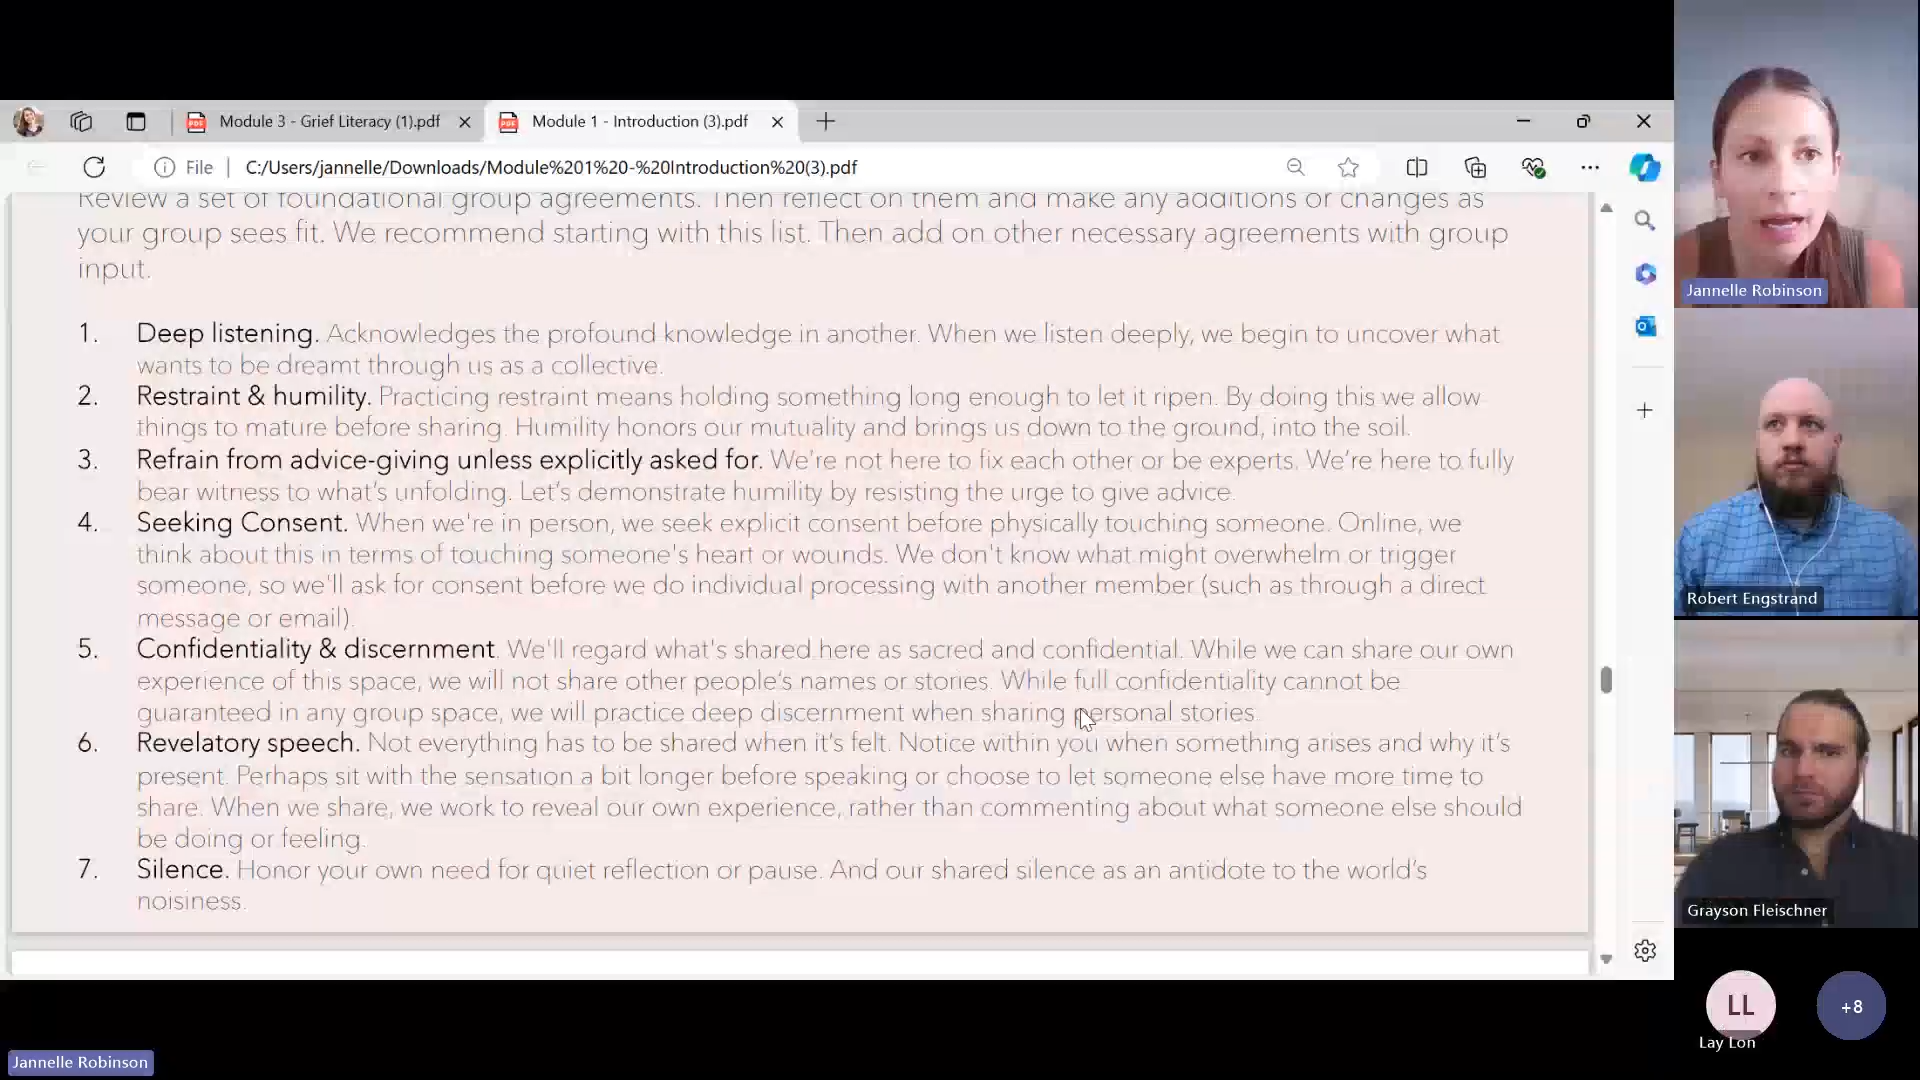 Module 3 - Grief Literacy (1).pdf
Module 1 - Introduction (3).pdf
File
C:/Users/jannelle/Downloads/Module%201%20-%20Introduction%20(3).pdf
Review a set of foundational group agreements. Then reflect on them and make any additions or changes as
your group sees fit. We recommend starting with this list. Then add on other necessary agreements with group
input.
1. Deep listening. Acknowledges the profound knowledge in another. When we listen deeply, we begin to uncover what
wants to be dreamt through us as a collective.
2. Restraint & humility. Practicing restraint means holding something long enough to let it ripen. By doing this we allow
things to mature before sharing. Humility honors our mutuality and brings us down to the ground, into the soil.
3. Refrain from advice-giving unless explicitly asked for. We're not here to fix each other or be experts. We're here to fully
bear witness to what's unfolding. Let's demonstrate humility by resisting the urge to give advice.
4. Seeking Consent. When we're in person, we seek explicit consent before physically touching someone. Online, we
think about this in terms of touching someone's heart or wounds. We don't know what might overwhelm or trigger
someone, so we'll ask for consent before we do individual processing with another member (such as through a direct
message or email).
5. Confidentiality & discernment. We'll regard what's shared here as sacred and confidential. While we can share our own
experience of this space, we will not share other people's names or stories. While full confidentiality cannot be
guaranteed in any group space, we will practice deep discernment when sharing personal stories.
6. Revelatory speech. Not everything has to be shared when it's felt. Notice within you when something arises and why it's
present. Perhaps sit with the sensation a bit longer before speaking or choose to let someone else have more time to
share. When we share, we work to reveal our own experience, rather than commenting about what someone else should
be doing or feeling.
7. Silence. Honor your own need for quiet reflection or pause. And our shared silence as an antidote to the world's
noisiness.
Jannelle Robinson
Robert Engstrand
Grayson Fleischner
LL
+8
Lay Lon
Jannelle Robinson